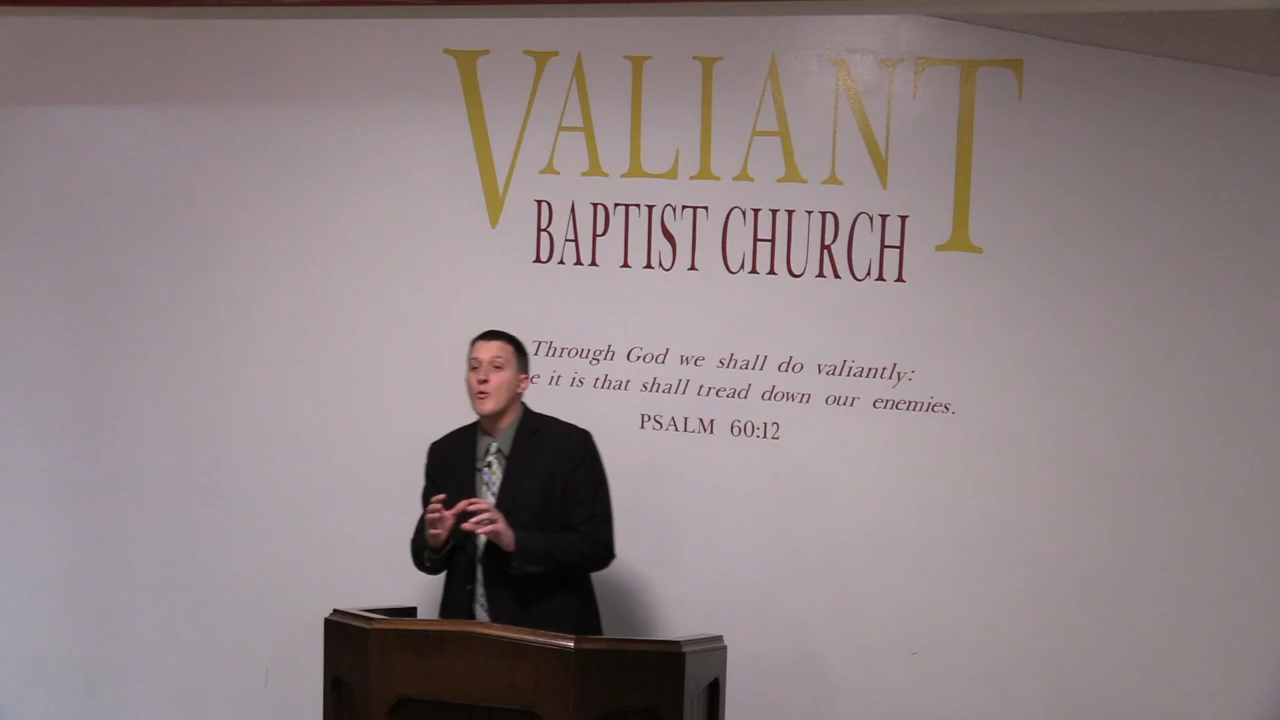 VALIANT
BAPTIST CHURCH
Through God we shall do valiantly:
it is that shall tread down our enemies.
PSALM 60:12